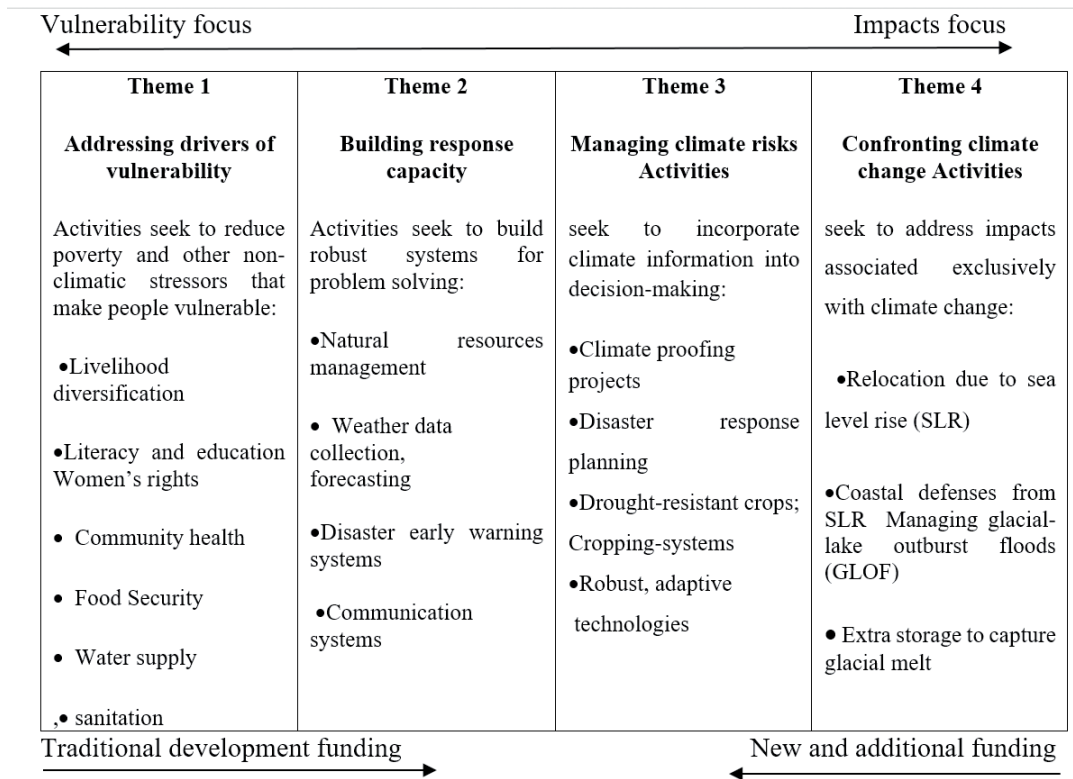 Vulnerability focus
Impacts focus
Theme 1
Addressing drivers of
vulnerability
Activities seek to reduce
poverty and other non-
climatic stressors that
make people vulnerable:
•Livelihood
diversification
•Literacy and education
Women’s rights
• Community health
• Food Security
• Water supply
,• sanitation
Theme 2
Building response
capacity
Activities seek to build
robust systems for
problem solving:
•Natural resources
management
• Weather data
collection,
forecasting
•Disaster early warning
systems
•Communication
systems
Theme 3
Managing climate risks
Activities
seek to incorporate
climate information into
decision-making:
•Climate proofing
projects
•Disaster response
planning
•Drought-resistant crops;
Cropping-systems
•Robust, adaptive
technologies
Theme 4
Confronting climate
change Activities
seek to address impacts
associated exclusively
with climate change:
•Relocation due to sea
level rise (SLR)
•Coastal defenses from
SLR Managing glacial-
lake outburst floods
(GLOF)
• Extra storage to capture
glacial melt
Traditional development funding
New and additional funding